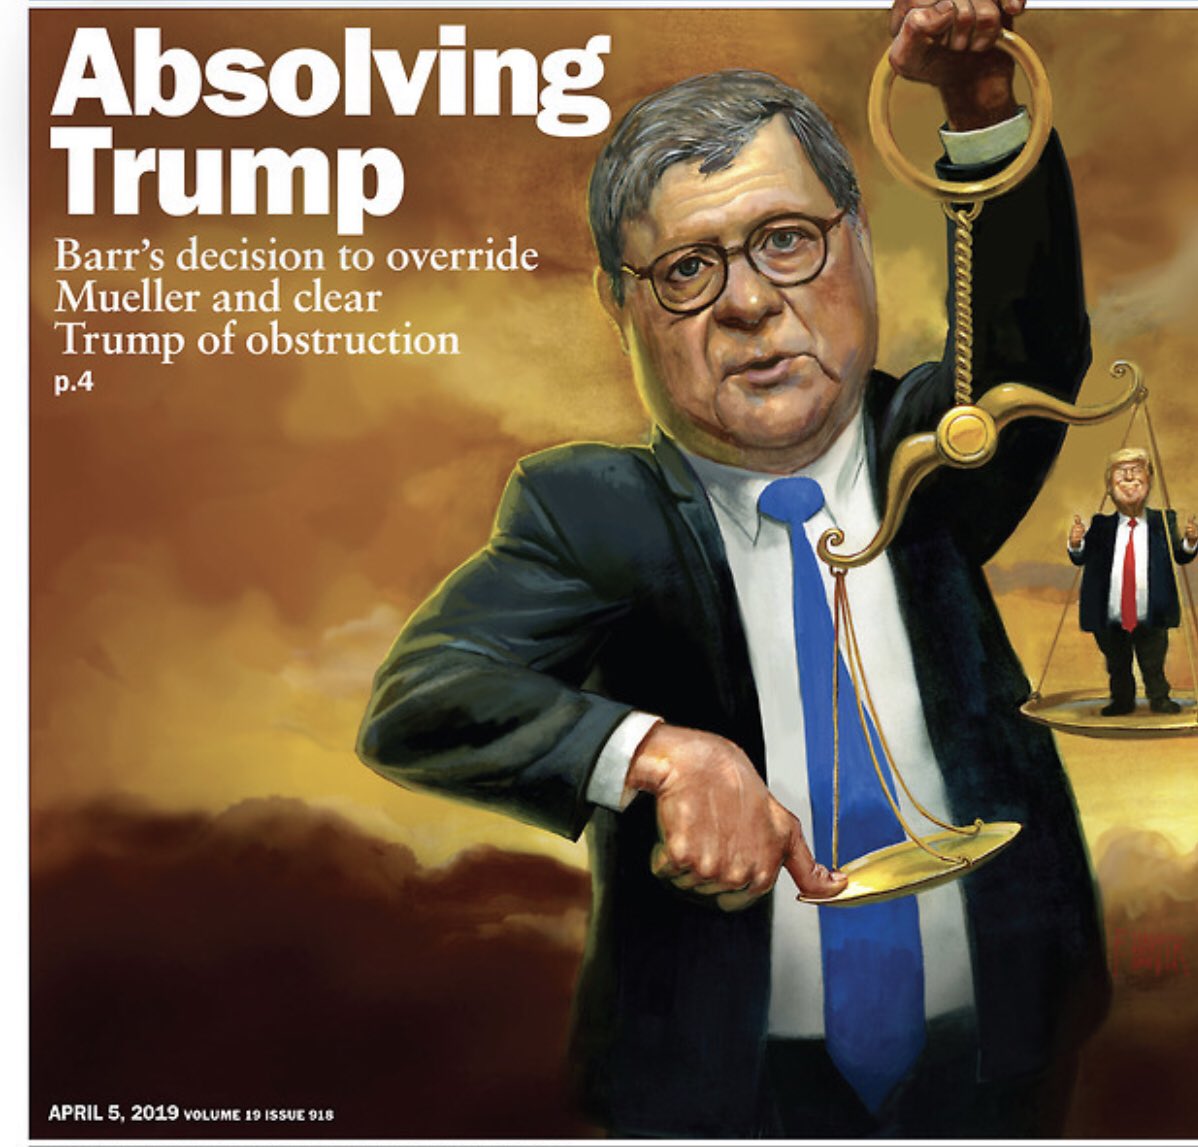 Absolving
Trump
Barr's decision to override
Mueller and clear
Trump of obstruction
p.4
APRIL 5, 2019 VOLUME 19 ISSUE 918